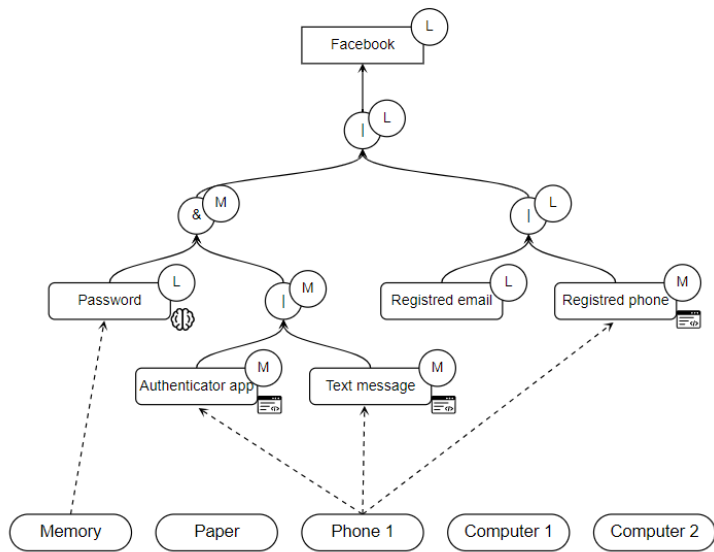 Facebook
L
|
L
&
M
|
L
Password
L
|
M
Registred email
L
Registred phone
M
Authenticator app
M
Text message
M
Memory
Paper
Phone 1
Computer 1
Computer 2